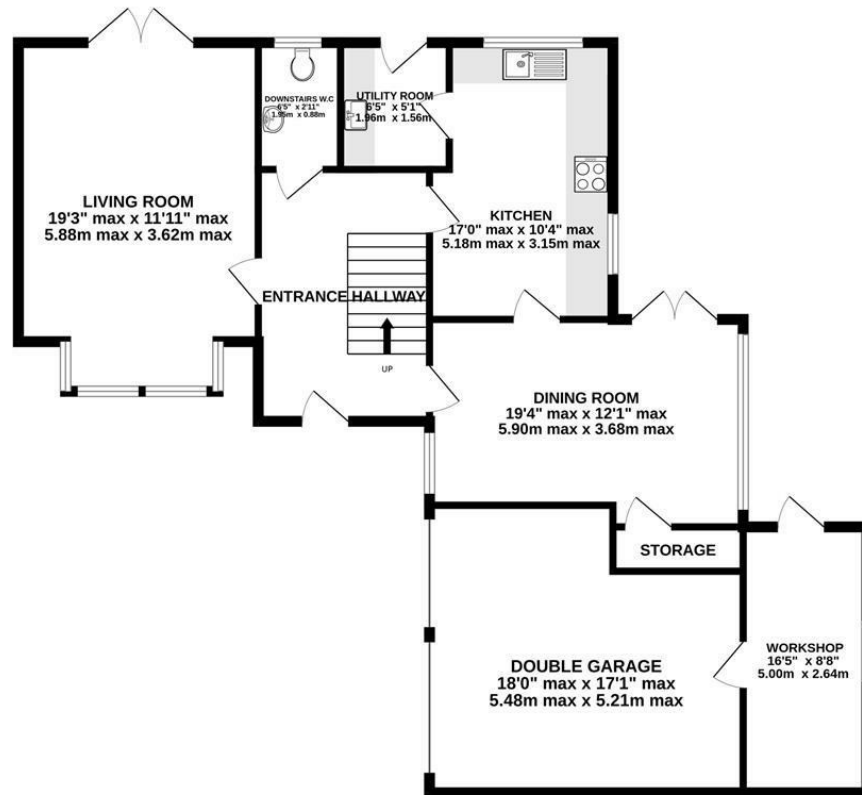 DOWNSTAIRS W.C
6'5" x 2'11"
1.95m x 0.88m
UTILITY ROOM
6'5" x 5'1"
1.96m x 1.56m
LIVING ROOM
19'3" max x 11'11" max
5.88m max x 3.62m max
KITCHEN
17'0" max x 10'4" max
5.18m max x 3.15m max
ENTRANCE HALLWAY
UP
DINING ROOM
19'4" max x 12'1" max
5.90m max x 3.68m max
STORAGE
DOUBLE GARAGE
18'0" max x 17'1" max
5.48m max x 5.21m max
WORKSHOP
16'5" x 8'8"
5.00m x 2.64m